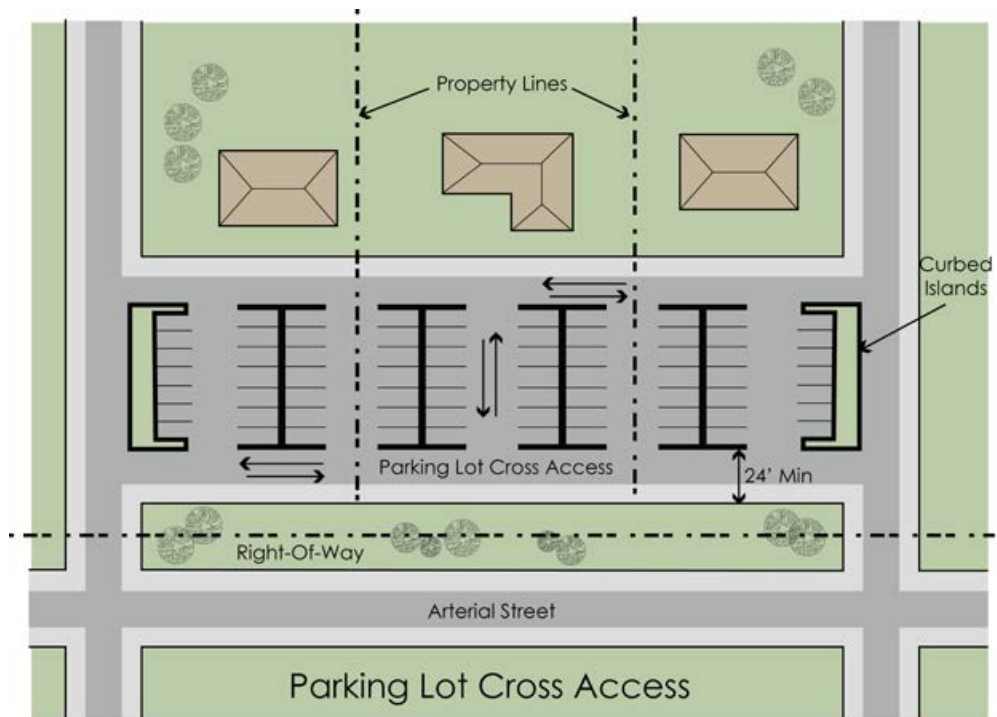 Property Lines
Curbed
Islands
Parking Lot Cross Access
24' Min
Right-Of-Way
Arterial Street
Parking Lot Cross Access